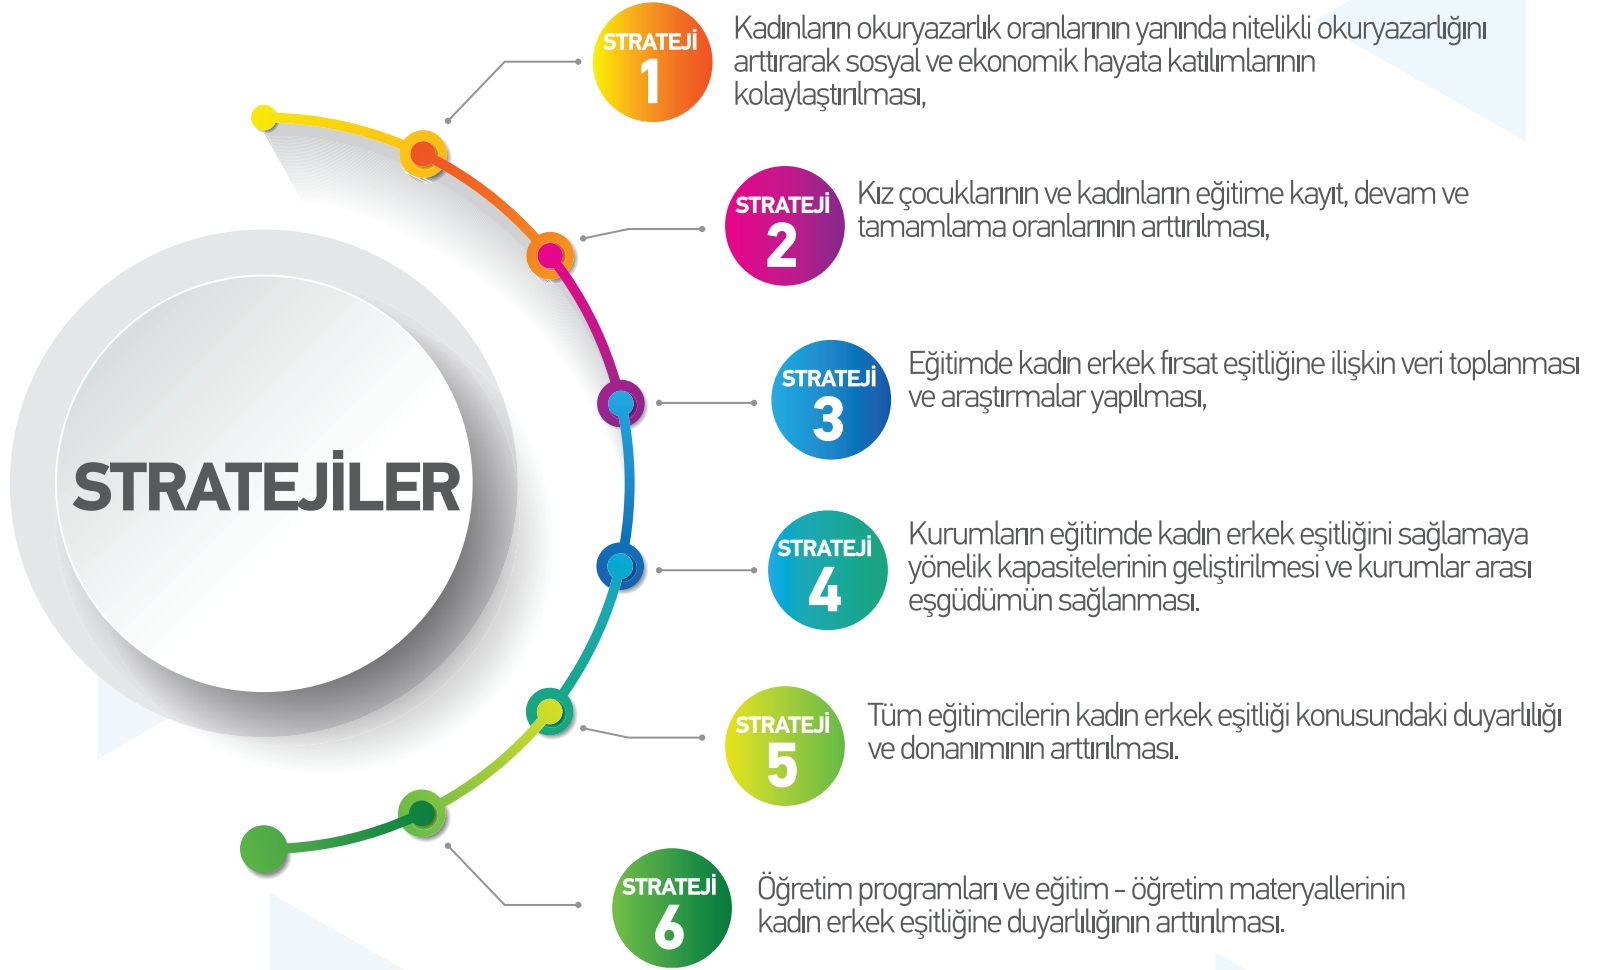 STRATEJİLER
STRATEJİ
1
Kadınların okuryazarlık oranlarının yanında nitelikli okuryazarlığını
arttırarak sosyal ve ekonomik hayata katılımlarının
kolaylaştırılması,
STRATEJİ
2
Kız çocuklarının ve kadınların eğitime kayıt, devam ve
tamamlama oranlarının arttırılması,
STRATEJİ
3
Eğitimde kadın erkek fırsat eşitliğine ilişkin veri toplanması
ve araştırmalar yapılması,
STRATEJİ
4
Kurumların eğitimde kadın erkek eşitliğini sağlamaya
yönelik kapasitelerinin geliştirilmesi ve kurumlar arası
eşgüdümün sağlanması.
STRATEJİ
5
Tüm eğitimcilerin kadın erkek eşitliği konusundaki duyarlılığı
ve donanımının arttırılması.
STRATEJİ
6
Öğretim programları ve eğitim - öğretim materyallerinin
kadın erkek eşitliğine duyarlılığının arttırılması.